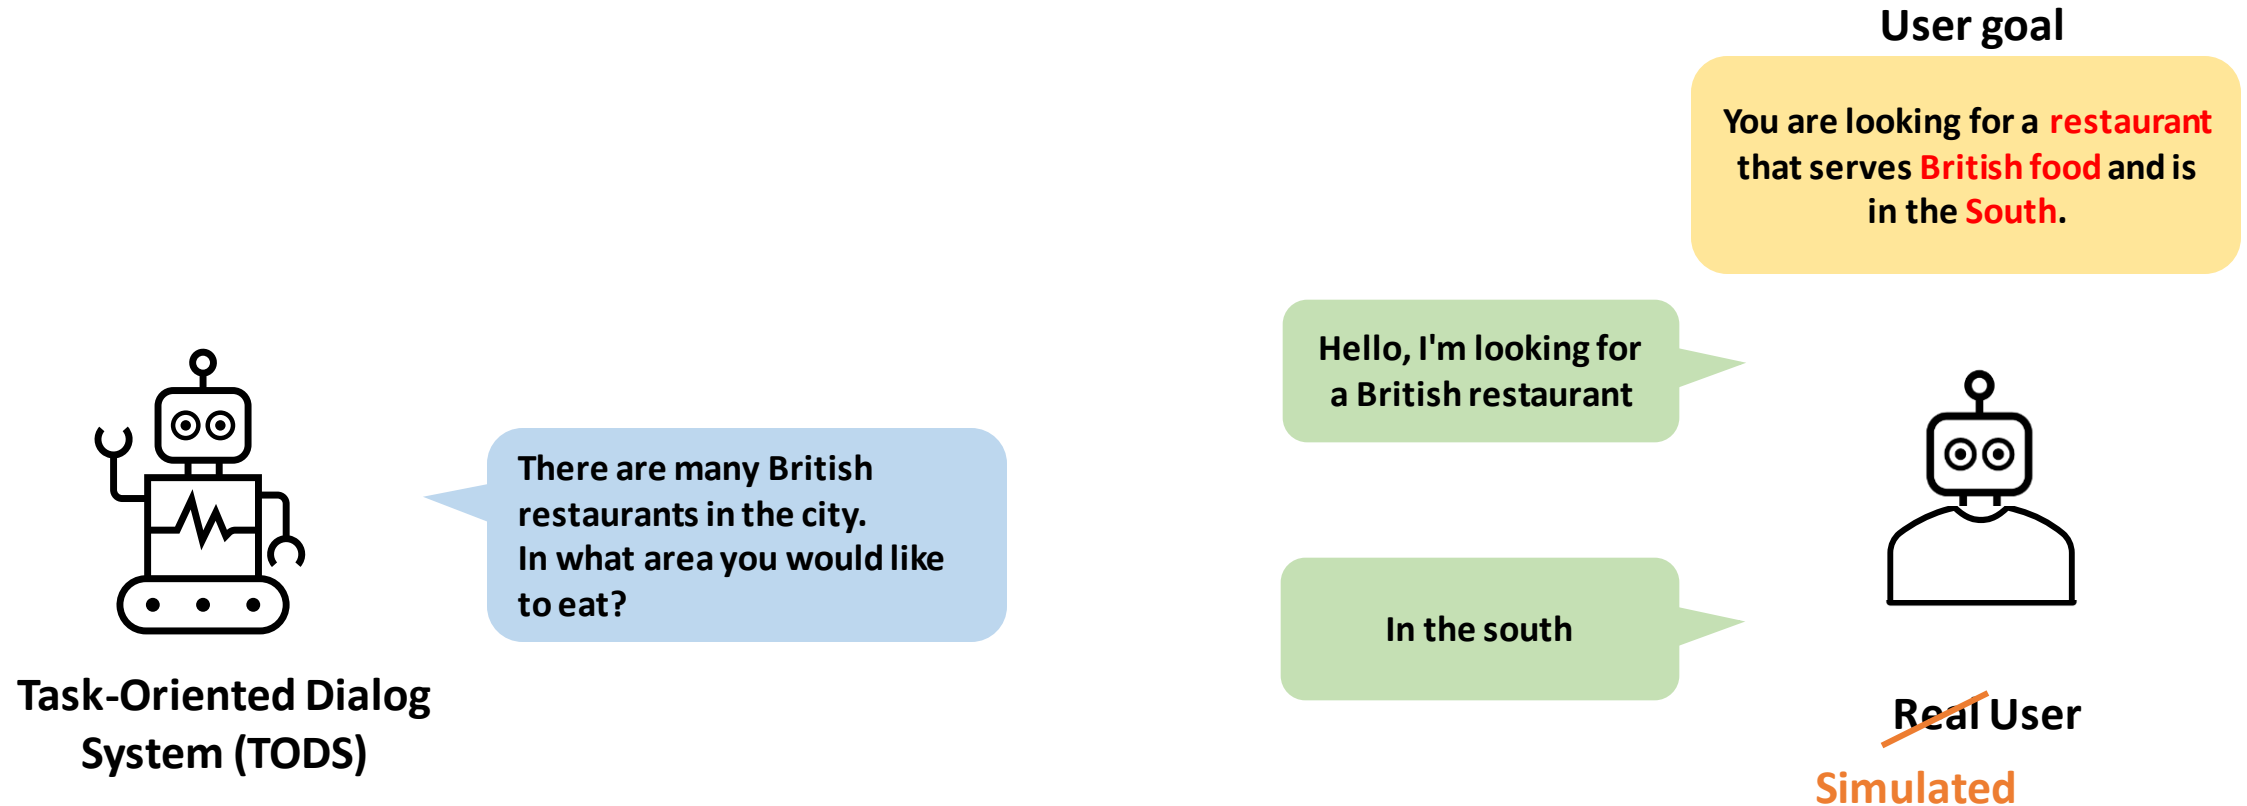 User goal
You are looking for a restaurant
that serves British food and is
in the South.
Hello, I'm looking for
a British restaurant
There are many British
restaurants in the city.
In what area you would like
to eat?
In the south
Task-Oriented Dialog
System (TODS)
Real User
Simulated